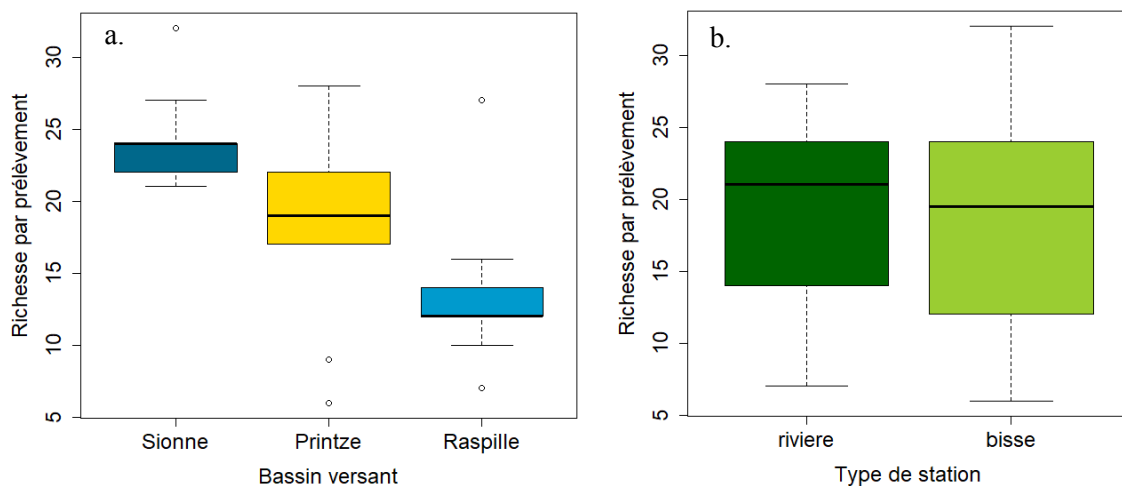 a.
Richesse par prélèvement
30
25
20
15
10
5
Sionne
Printze
Raspille
Bassin versant
b.
Richesse par prélèvement
30
25
20
15
10
5
riviere
bisse
Type de station